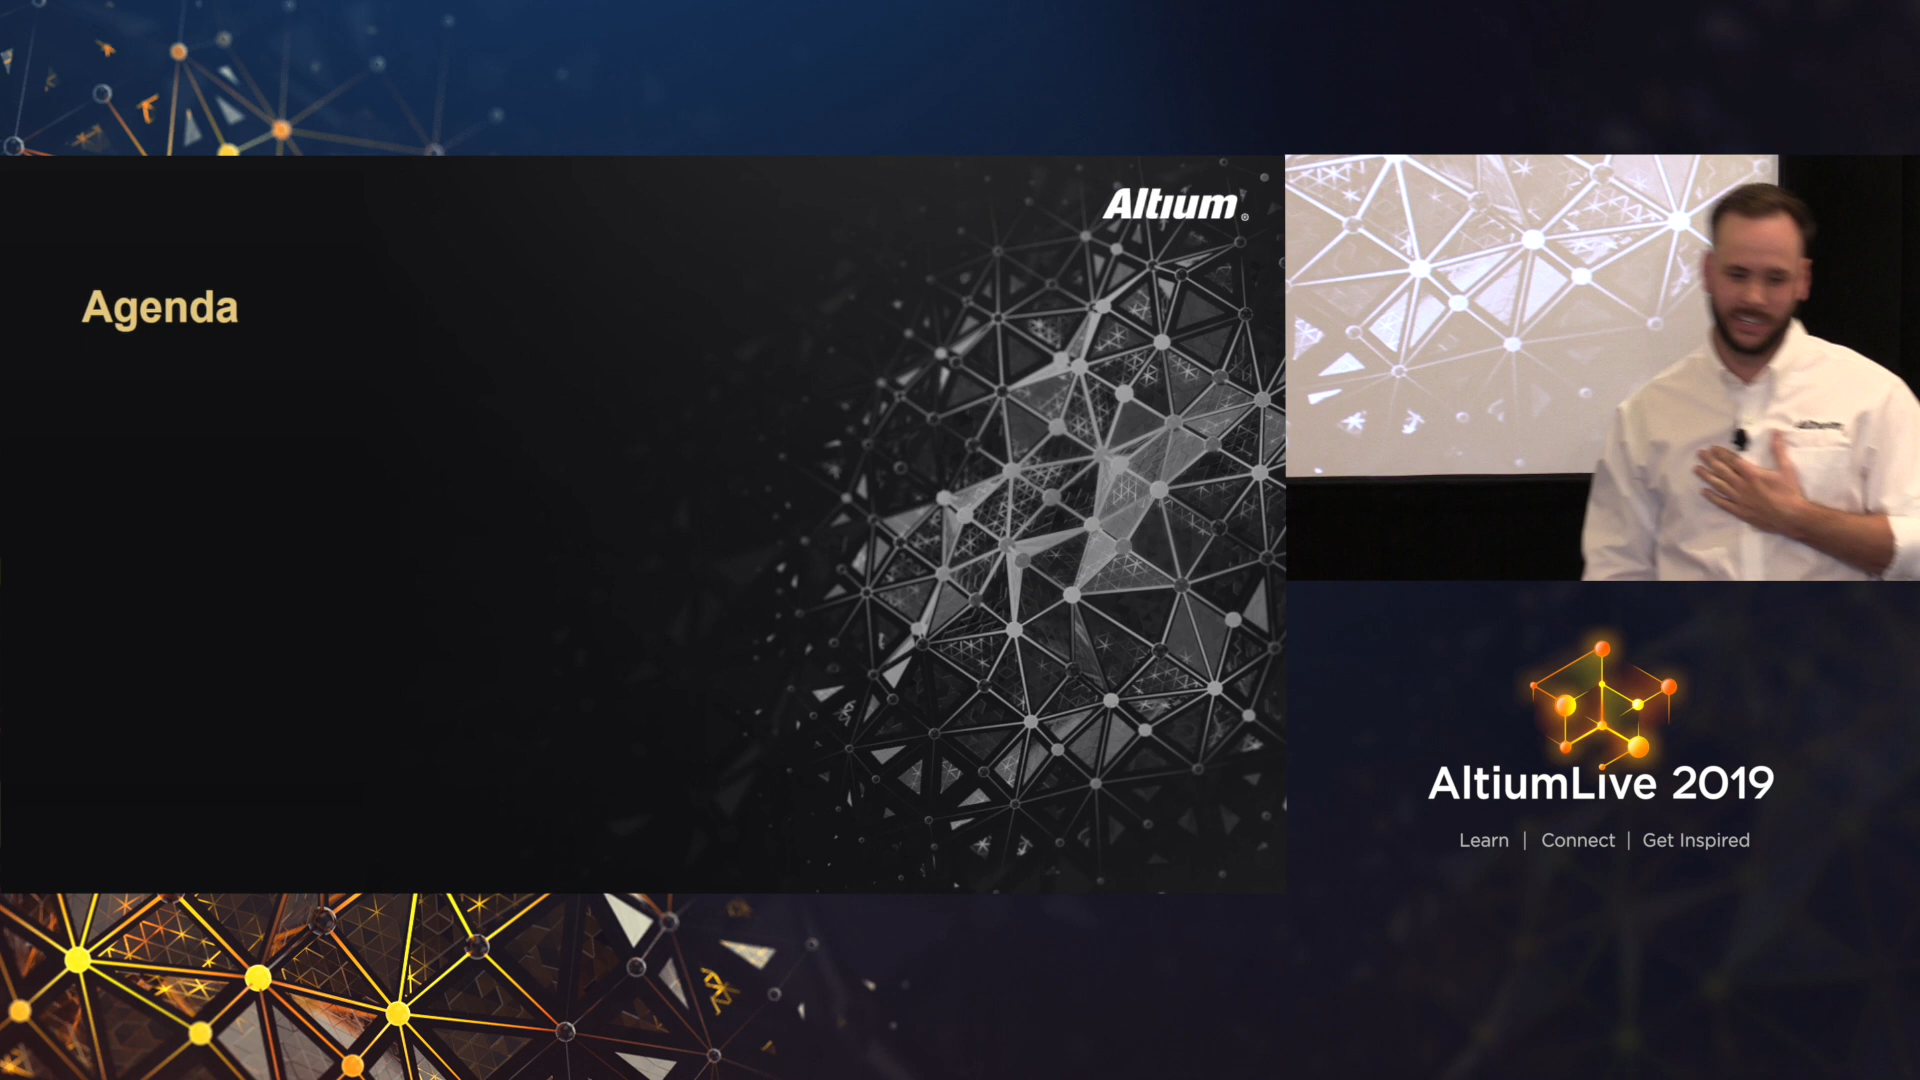 Altium
Agenda
AltiumLive 2019
Learn | Connect | Get Inspired